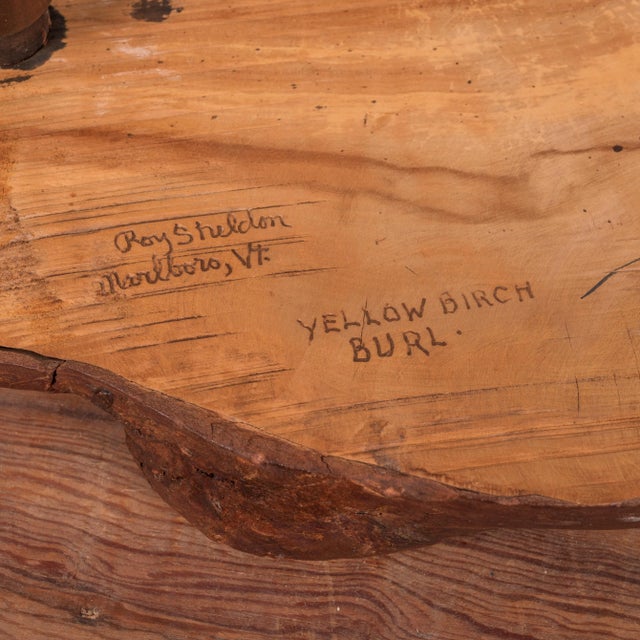 Roy Sheldon
Marlboro, Vt.
YELLOW BIRCH
BURL.